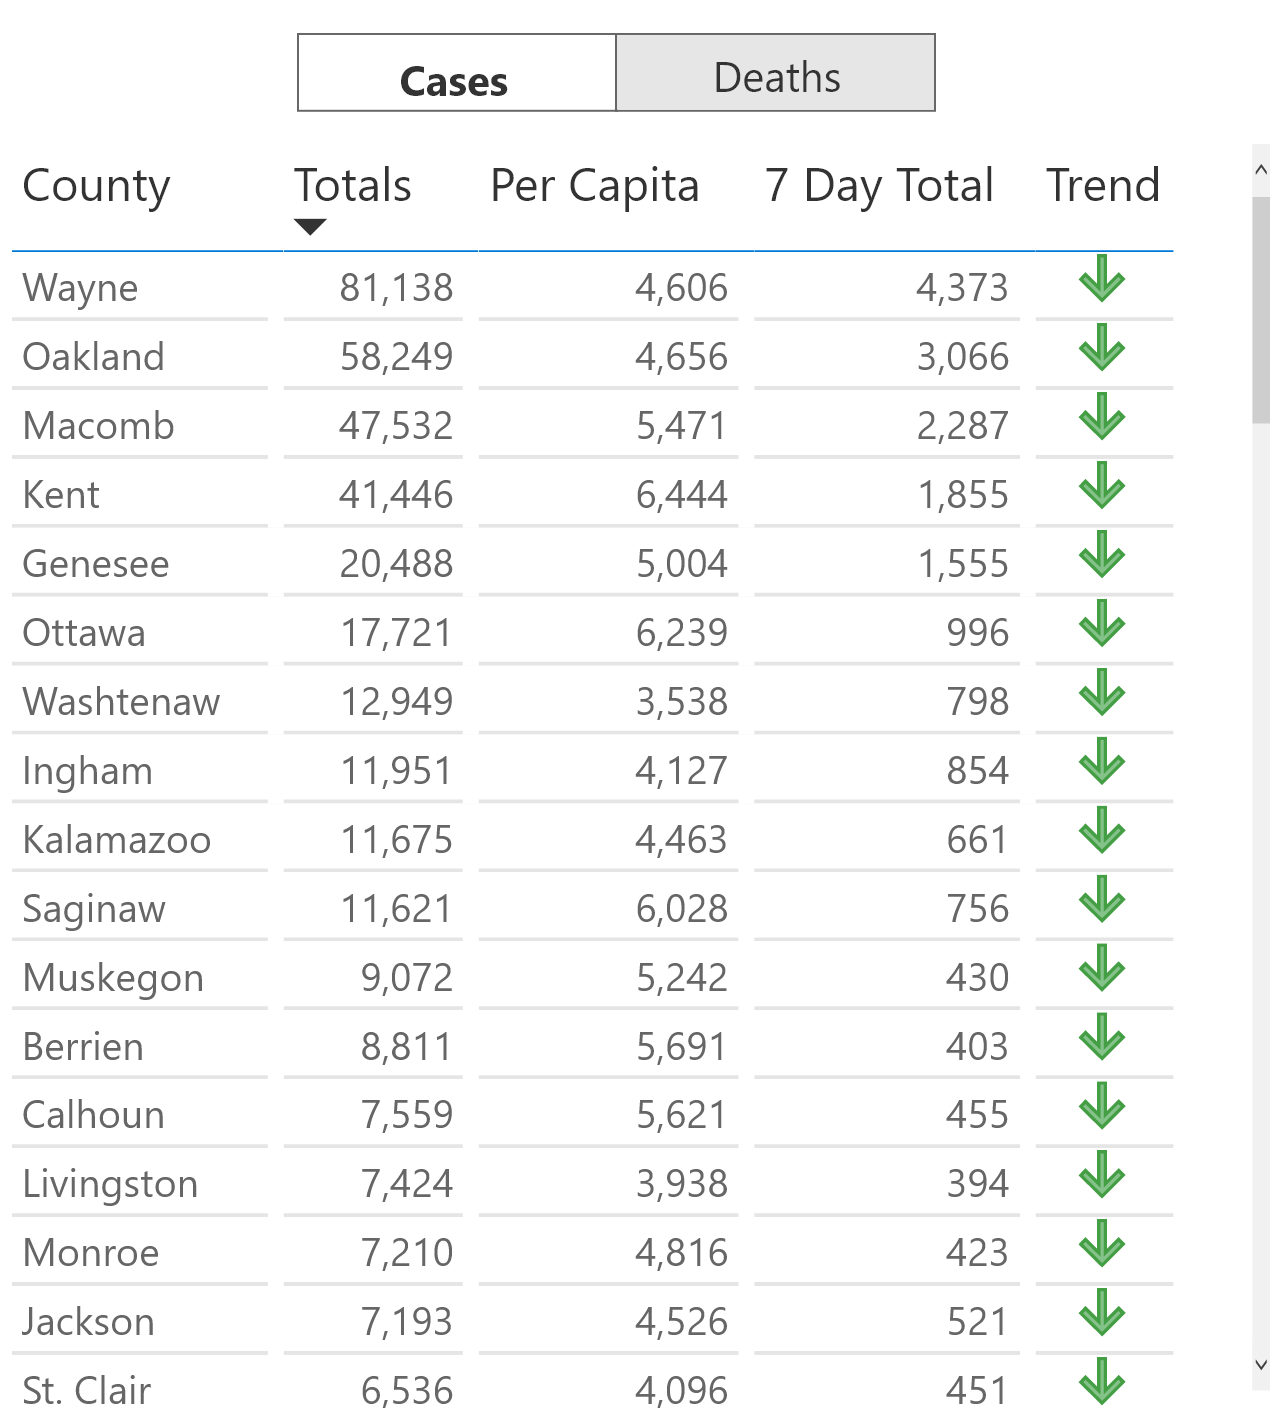 Cases Deaths
County Totals Per Capita 7 Day Total Trend
Wayne 81,138 4,606 4,373
Oakland 58,249 4,656 3,066
Macomb 47,532 5,471 2,287
Kent 41,446 6,444 1,855
Genesee 20,488 5,004 1,555
Ottawa 17,721 6,239 996
Washtenaw 12,949 3,538 798
Ingham 11,951 4,127 854
Kalamazoo 11,675 4,463 661
Saginaw 11,621 6,028 756
Muskegon 9,072 5,242 430
Berrien 8,811 5,691 403
Calhoun 7,559 5,621 455
Livingston 7,424 3,938 394
Monroe 7,210 4,816 423
Jackson 7,193 4,526 521
St. Clair 6,536 4,096 451